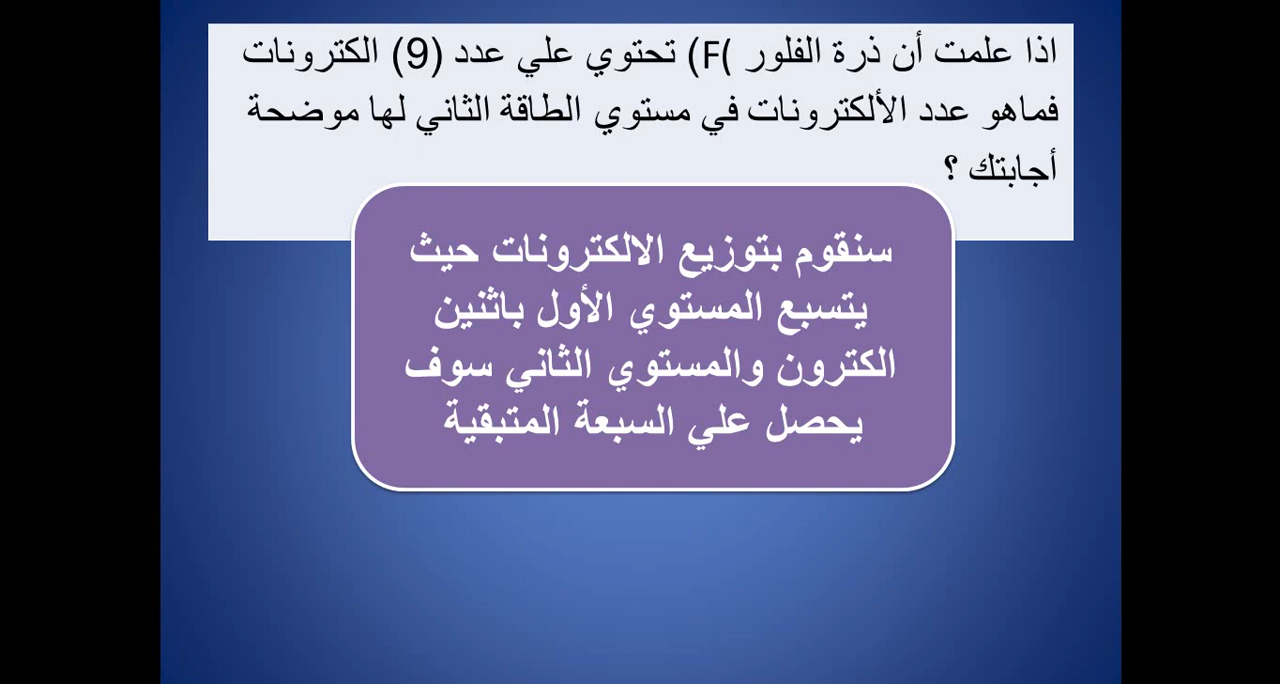 اذا علمت أن ذرة الفلور )F) تحتوي علي عدد (9) الكترونات
فماهو عدد الألكترونات في مستوي الطاقة الثاني لها موضحة
أجابتك ؟
سنقوم بتوزيع الالكترونات حيث
يتسبع المستوي الأول باثنين
الكترون والمستوي الثاني سوف
يحصل علي السبعة المتبقية